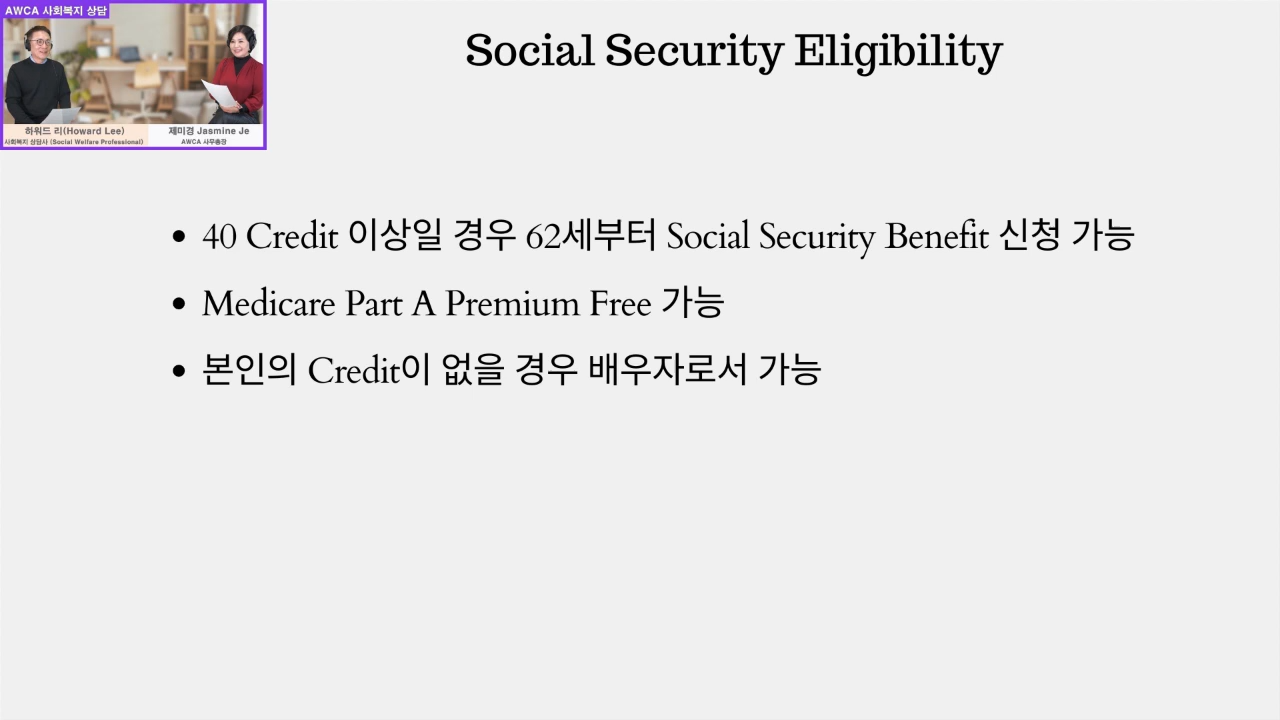 AWCA 사회복지 상담
하워드 리(Howard Lee)
사회복지 상담사 (Social Welfare Professional)
제미경 Jasmine Je
AWCA 사무총장
Social Security Eligibility
• 40 Credit 이상일 경우 62세부터 Social Security Benefit 신청 가능
• Medicare Part A Premium Free 가능
• 본인의 Credit이 없을 경우 배우자로서 가능